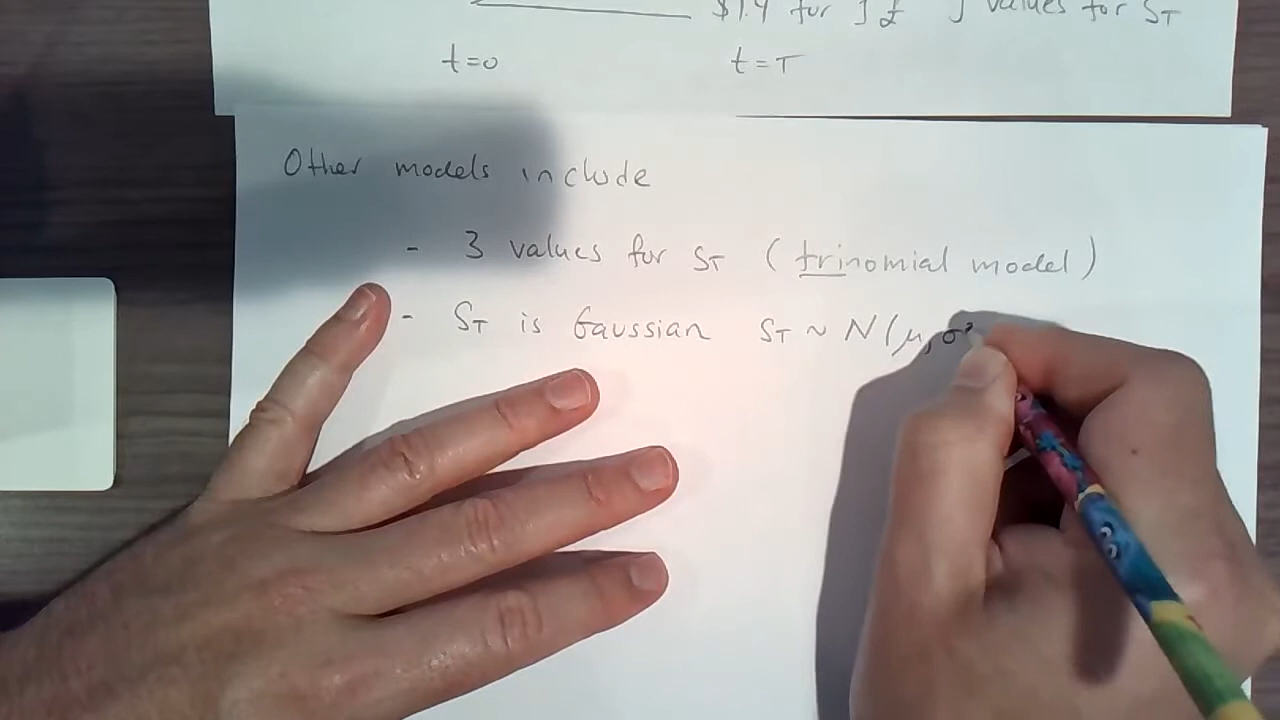 $1.4 for 1 £ } values for ST
t=0 t=T
Other models include
- 3 values for ST (trinomial model)
- ST is Gaussian ST ~ N(μ, σ²